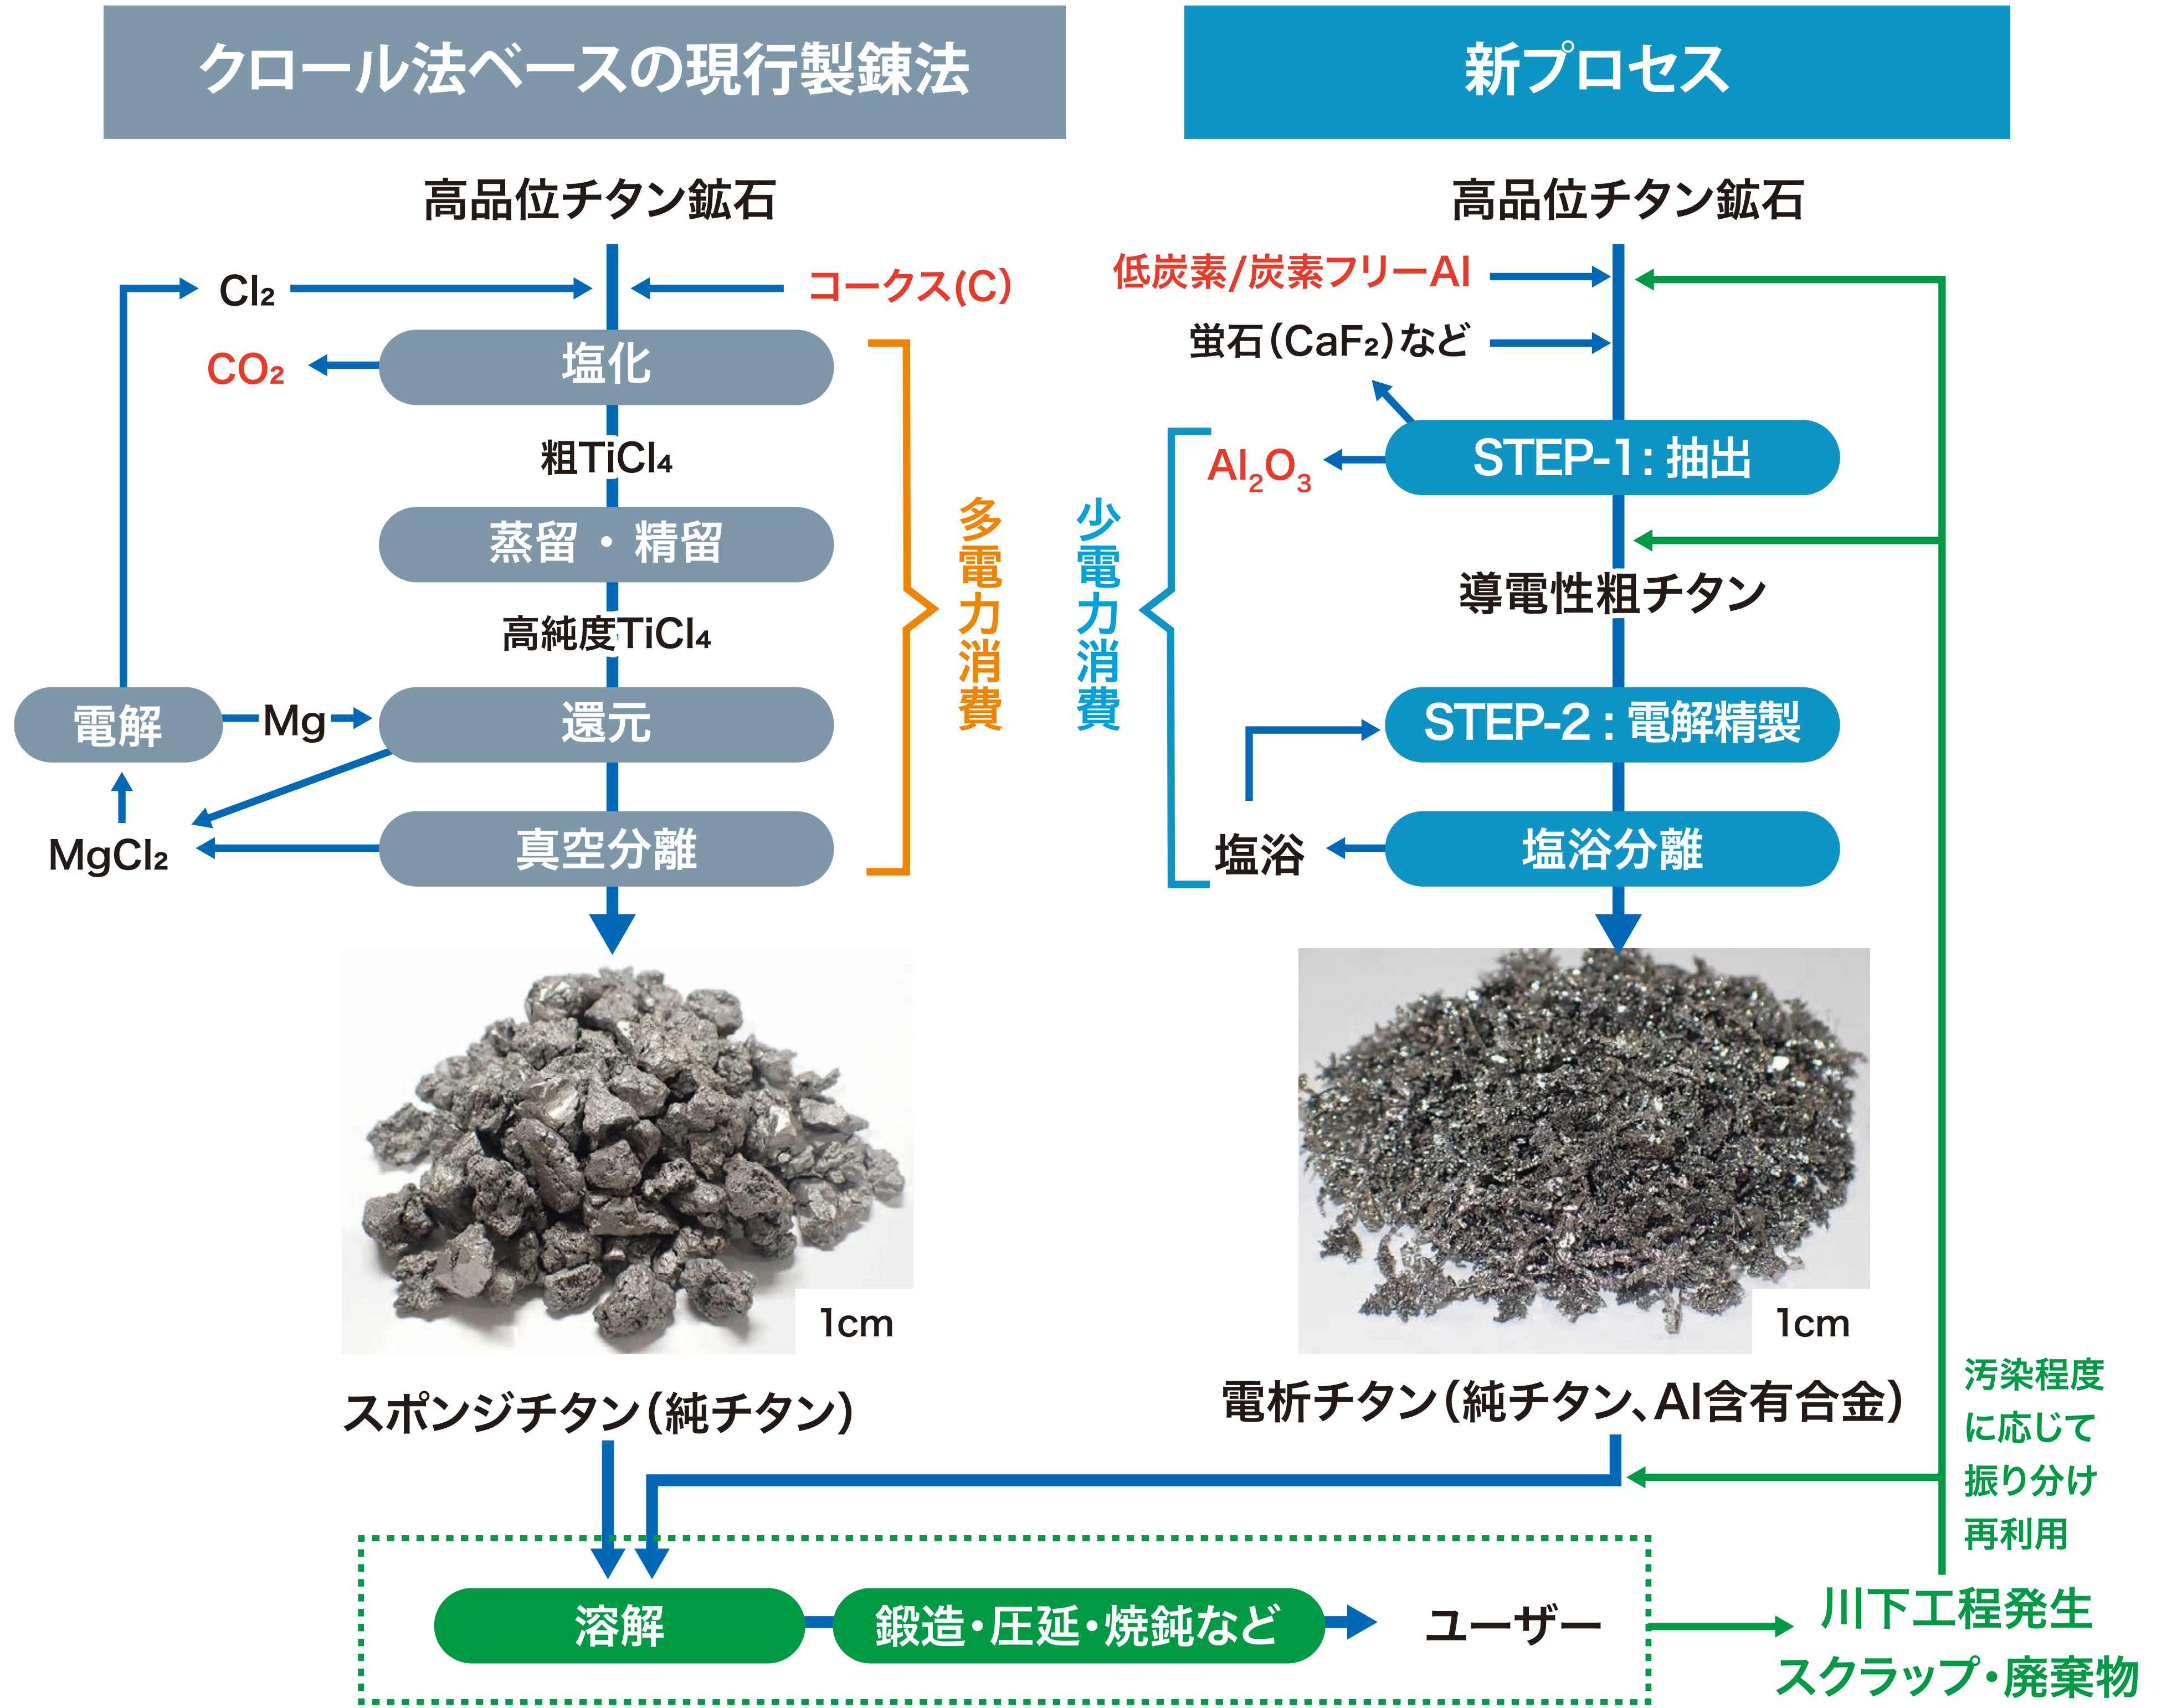 クロール法ベースの現行製錬法
高品位チタン鉱石
Cl₂
コークス(C)
塩化
CO₂
粗TiCl₄
蒸留・精留
高純度TiCl₄
電解
Mg
還元
真空分離
MgCl₂
多電力消費
1cm
スポンジチタン(純チタン)
新プロセス
高品位チタン鉱石
低炭素/炭素フリーAl
蛍石(CaF₂)など
STEP-1:抽出
Al₂O₃
少電力消費
導電性粗チタン
STEP-2:電解精製
塩浴
塩浴分離
1cm
電析チタン(純チタン、Al含有合金)
汚染程度
に応じて
振り分け
再利用
溶解
鍛造・圧延・焼鈍など
ユーザー
川下工程発生
スクラップ・廃棄物